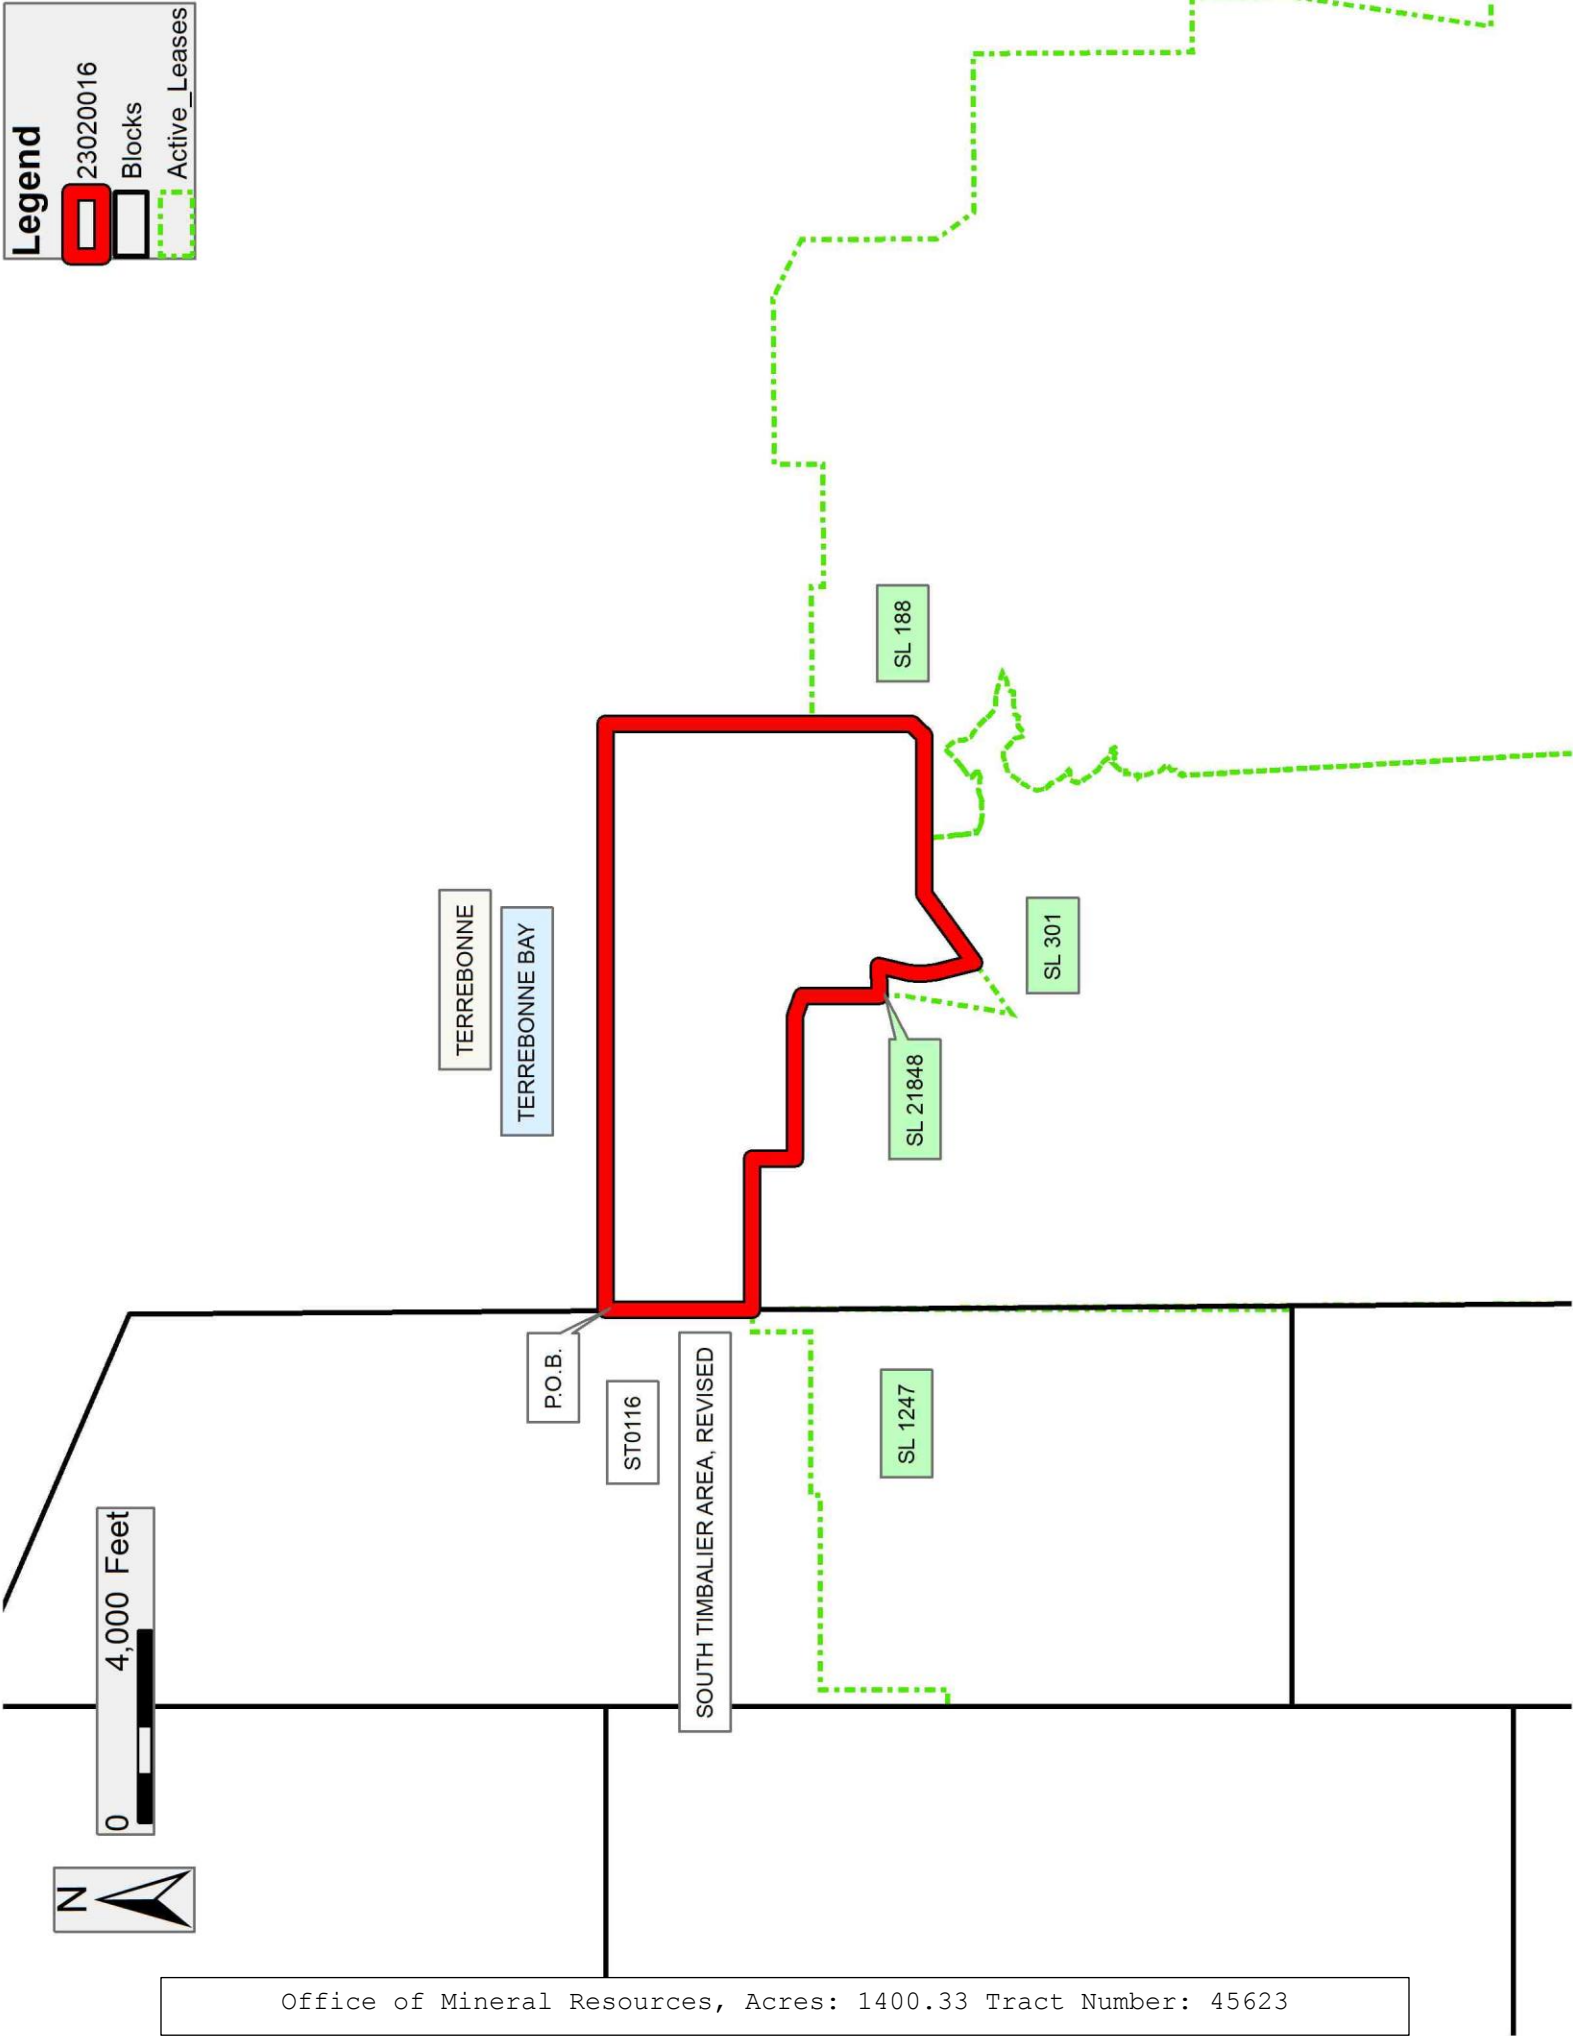 Legend
23020016
Blocks
Active_Leases
N
0 4,000 Feet
TERREBONNE
TERREBONNE BAY
P.O.B.
ST0116
SOUTH TIMBALIER AREA, REVISED
SL 188
SL 301
SL 21848
SL 1247
Office of Mineral Resources, Acres: 1400.33 Tract Number: 45623